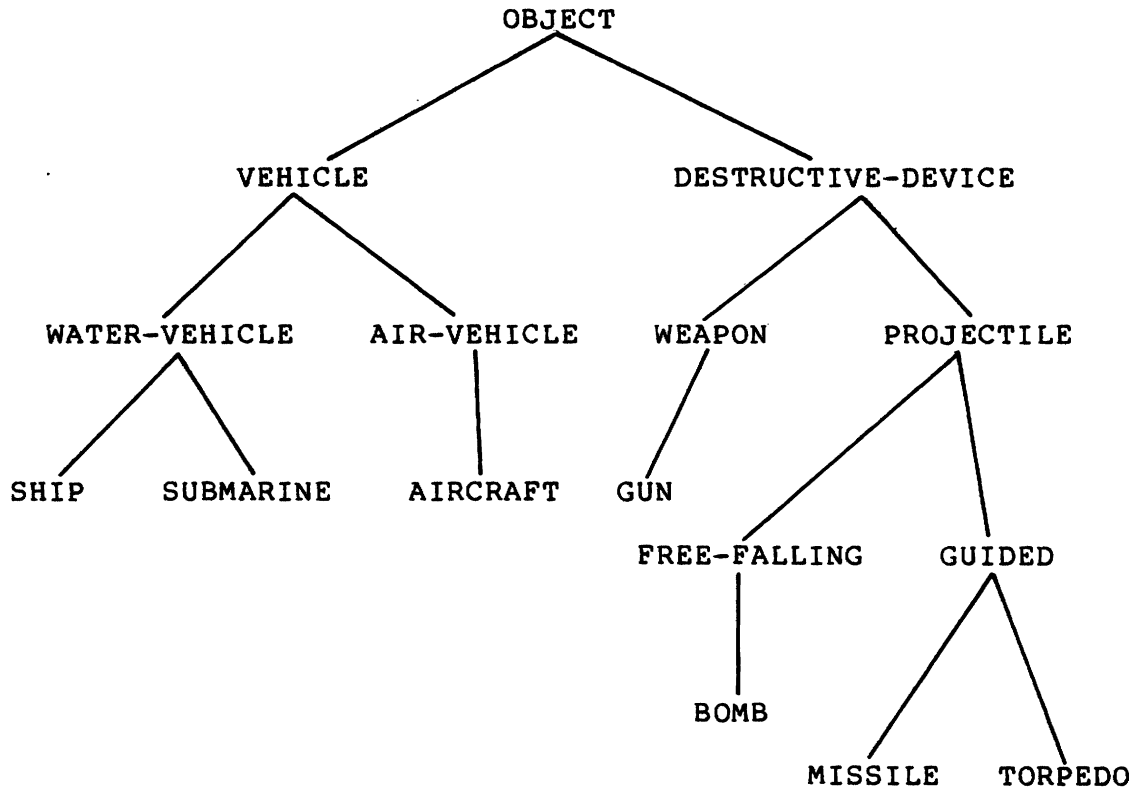 OBJECT
VEHICLE DESTRUCTIVE-DEVICE
WATER-VEHICLE AIR-VEHICLE WEAPON PROJECTILE
SHIP SUBMARINE AIRCRAFT GUN
FREE-FALLING GUIDED
BOMB
MISSILE TORPEDO